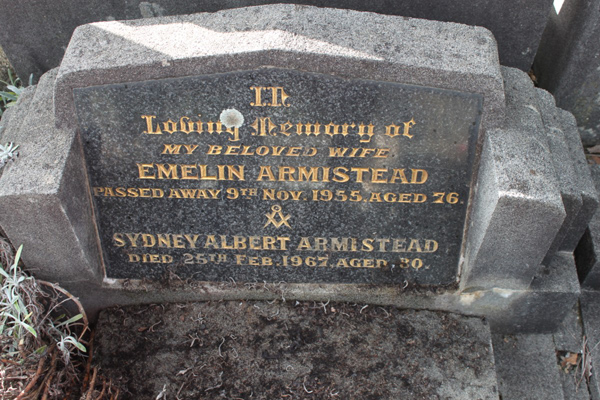 In
Loving Memory of
MY BELOVED WIFE.
EMELIN ARMISTEAD
PASSED AWAY 9TH NOV. 1955. AGED 76.
SYDNEY ALBERT ARMISTEAD
DIED 25TH FEB. 1967. AGED